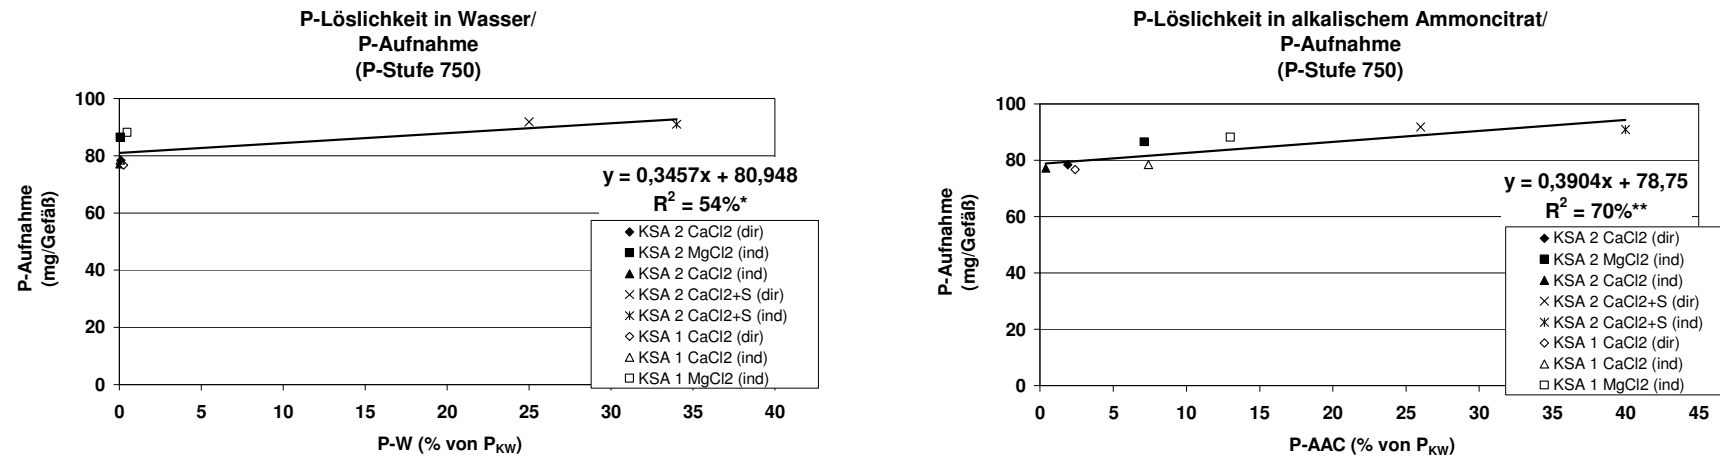 P-Löslichkeit in Wasser/
P-Aufnahme
(P-Stufe 750)
100
80
60
40
20
0
P-Aufnahme
(mg/Gefäß)
y = 0,3457x + 80,948
R² = 54%*
KSA 2 CaCl2 (dir)
KSA 2 MgCl2 (ind)
KSA 2 CaCl2 (ind)
KSA 2 CaCl2+S (dir)
KSA 2 CaCl2+S (ind)
KSA 1 CaCl2 (dir)
KSA 1 CaCl2 (ind)
KSA 1 MgCl2 (ind)
0 5 10 15 20 25 30 35 40
P-W (% von P_KW)
P-Löslichkeit in alkalischem Ammoncitrat/
P-Aufnahme
(P-Stufe 750)
100
80
60
40
20
0
P-Aufnahme
(mg/Gefäß)
y = 0,3904x + 78,75
R² = 70%**
KSA 2 CaCl2 (dir)
KSA 2 MgCl2 (ind)
KSA 2 CaCl2 (ind)
KSA 2 CaCl2+S (dir)
KSA 2 CaCl2+S (ind)
KSA 1 CaCl2 (dir)
KSA 1 CaCl2 (ind)
KSA 1 MgCl2 (ind)
0 5 10 15 20 25 30 35 40 45
P-AAC (% von P_KW)